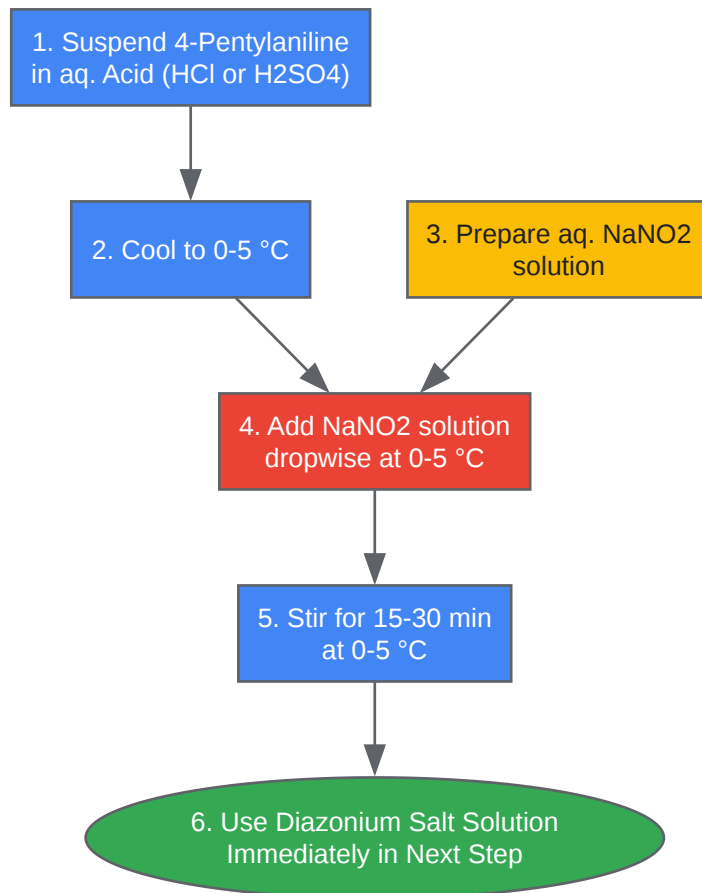 1. Suspend 4-Pentylaniline
in aq. Acid (HCl or H2SO4)
2. Cool to 0-5 °C
3. Prepare aq. NaNO2
solution
4. Add NaNO2 solution
dropwise at 0-5 °C
5. Stir for 15-30 min
at 0-5 °C
6. Use Diazonium Salt Solution
Immediately in Next Step